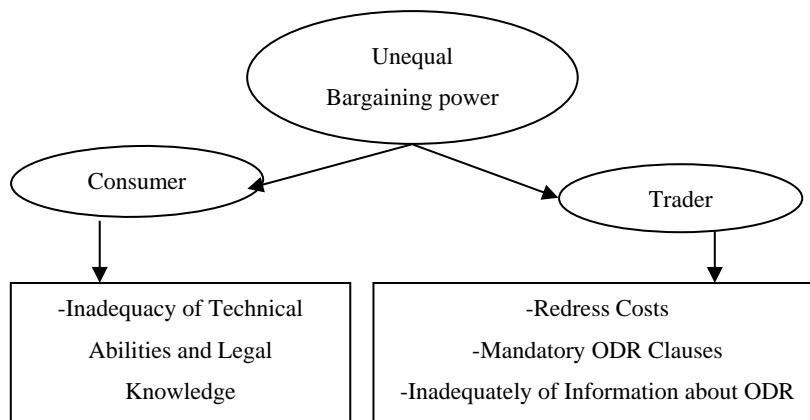 Unequal
Bargaining power
Consumer
Trader
-Inadequacy of Technical
Abilities and Legal
Knowledge
-Redress Costs
-Mandatory ODR Clauses
-Inadequately of Information about ODR